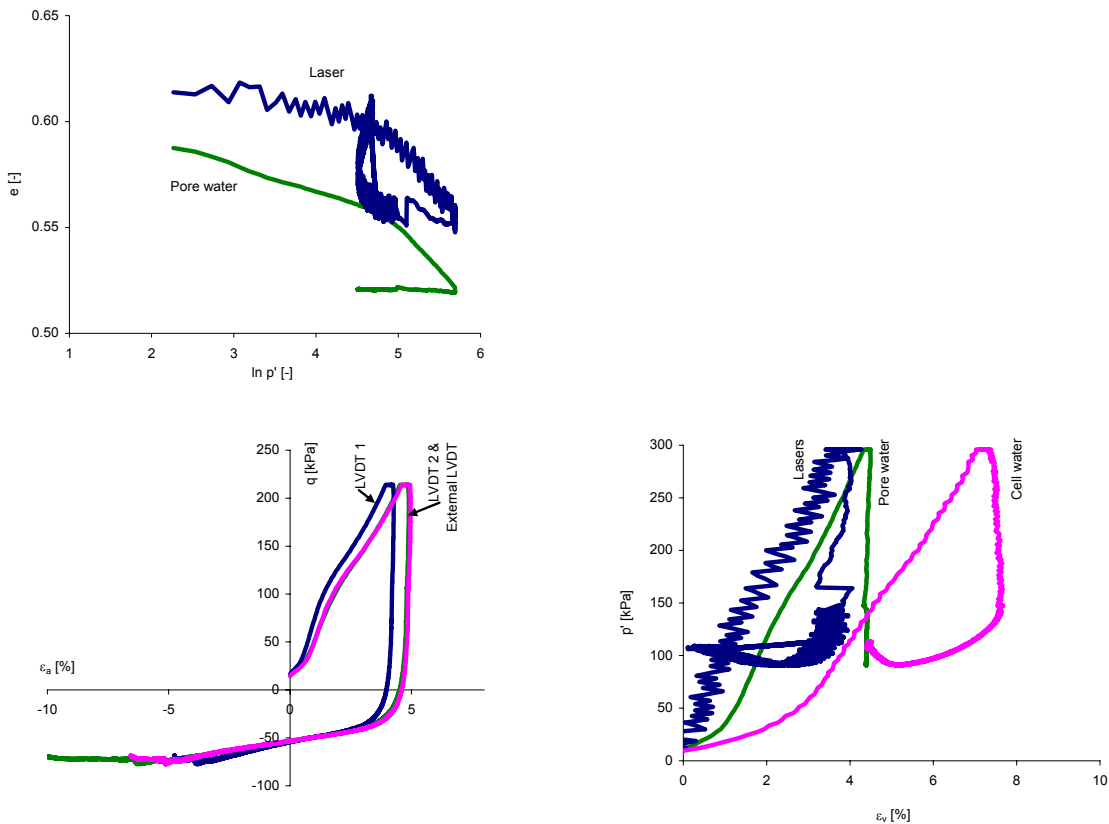 0.65
0.60
0.55
0.50
e [-]
Laser
Pore water
1
2
3
4
5
6
ln p' [-]
250
200
150
100
50
0
-50
-100
q [kPa]
LVDT 1
LVDT 2 &
External LVDT
εa [%]
-10
-5
0
5
300
250
200
150
100
50
0
p' [kPa]
Lasers
Pore water
Cell water
0
2
4
6
8
10
εv [%]